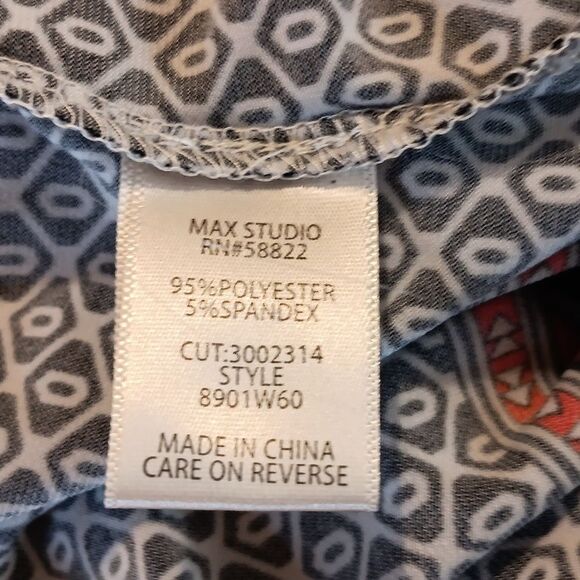 MAX STUDIO
RN#58822
95%POLYESTER
5%SPANDEX
CUT:3002314
STYLE
8901W60
MADE IN CHINA
CARE ON REVERSE